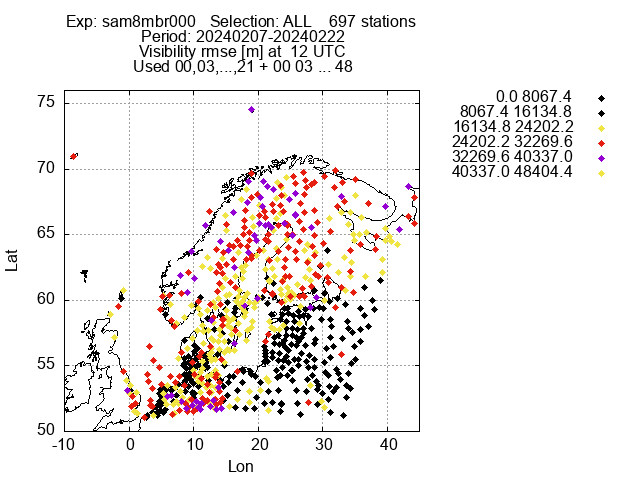 Exp: sam8mbr000   Selection: ALL    697 stations
Period: 20240207-20240222
Visibility rmse [m] at  12 UTC
Used 00,03,...,21 + 00 03 ... 48
0.0 8067.4
8067.4 16134.8
16134.8 24202.2
24202.2 32269.6
32269.6 40337.0
40337.0 48404.4
75
70
65
60
55
50
Lat
-10 0 10 20 30 40
Lon